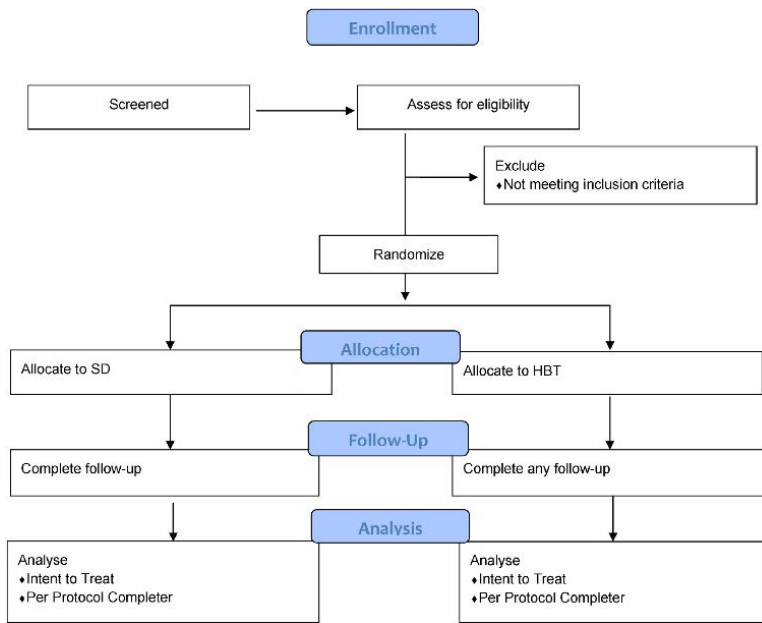 Enrollment
Screened
Assess for eligibility
Exclude
♦Not meeting inclusion criteria
Randomize
Allocation
Allocate to SD
Allocate to HBT
Follow-Up
Complete follow-up
Complete any follow-up
Analysis
Analyse
♦Intent to Treat
♦Per Protocol Completer
Analyse
♦Intent to Treat
♦Per Protocol Completer